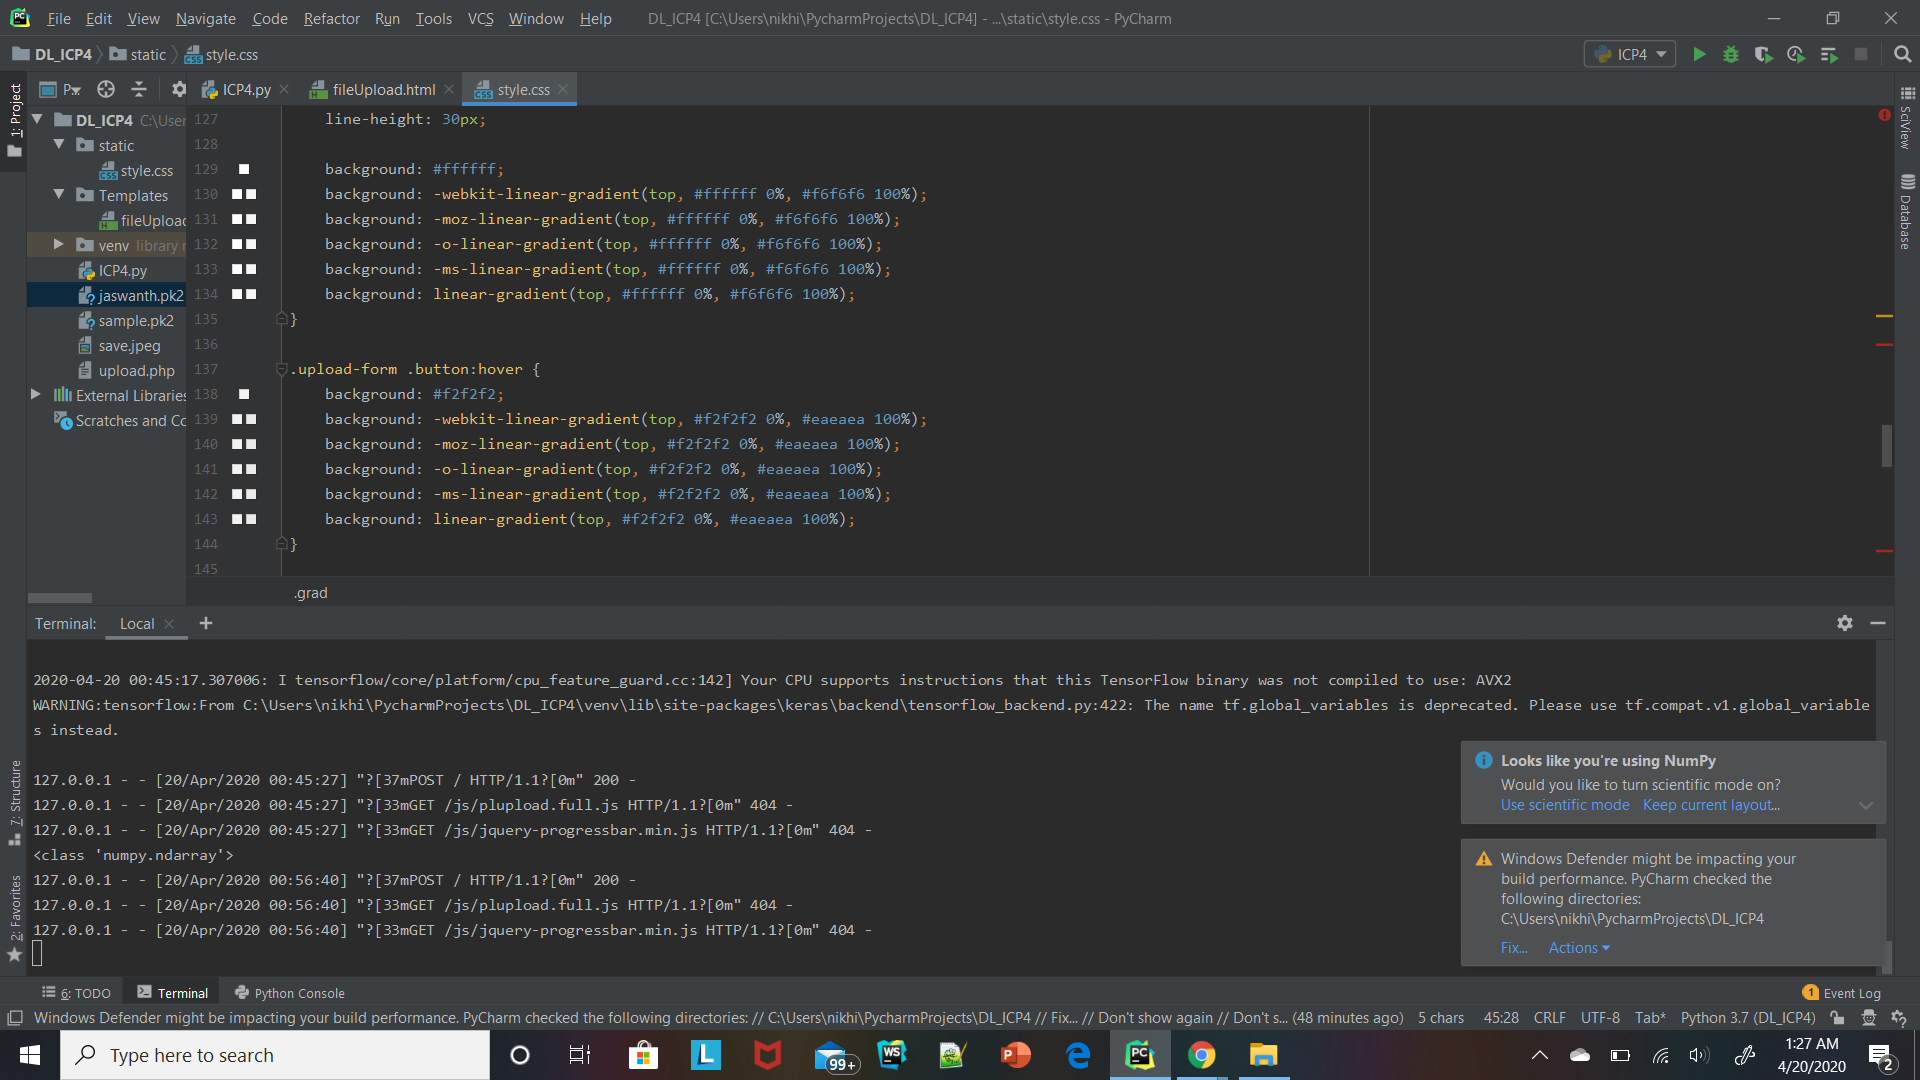 File Edit View Navigate Code Refactor Run Tools VCS Window Help DL_ICP4 [C:\Users\nikhi\PycharmProjects\DL_ICP4] - ...\static\style.css - PyCharm
DL_ICP4 static style.css ICP4
1: Project
P
ICP4.py fileUpload.html style.css
DL_ICP4 C:\User
static
style.css
Templates
fileUpload
venv library r
ICP4.py
jaswanth.pk2
sample.pk2
save.jpeg
upload.php
External Libraries
Scratches and Co
127 line-height: 30px;
128
129 background: #ffffff;
130 background: -webkit-linear-gradient(top, #ffffff 0%, #f6f6f6 100%);
131 background: -moz-linear-gradient(top, #ffffff 0%, #f6f6f6 100%);
132 background: -o-linear-gradient(top, #ffffff 0%, #f6f6f6 100%);
133 background: -ms-linear-gradient(top, #ffffff 0%, #f6f6f6 100%);
134 background: linear-gradient(top, #ffffff 0%, #f6f6f6 100%);
135 }
136
137 .upload-form .button:hover {
138 background: #f2f2f2;
139 background: -webkit-linear-gradient(top, #f2f2f2 0%, #eaeaea 100%);
140 background: -moz-linear-gradient(top, #f2f2f2 0%, #eaeaea 100%);
141 background: -o-linear-gradient(top, #f2f2f2 0%, #eaeaea 100%);
142 background: -ms-linear-gradient(top, #f2f2f2 0%, #eaeaea 100%);
143 background: linear-gradient(top, #f2f2f2 0%, #eaeaea 100%);
144 }
145
.grad
SciView
Database
Terminal: Local +
2020-04-20 00:45:17.307006: I tensorflow/core/platform/cpu_feature_guard.cc:142] Your CPU supports instructions that this TensorFlow binary was not compiled to use: AVX2
WARNING:tensorflow:From C:\Users\nikhi\PycharmProjects\DL_ICP4\venv\lib\site-packages\keras\backend\tensorflow_backend.py:422: The name tf.global_variables is deprecated. Please use tf.compat.v1.global_variable
s instead.
127.0.0.1 - - [20/Apr/2020 00:45:27] "?[37mPOST / HTTP/1.1?[0m" 200 -
127.0.0.1 - - [20/Apr/2020 00:45:27] "?[33mGET /js/plupload.full.js HTTP/1.1?[0m" 404 -
127.0.0.1 - - [20/Apr/2020 00:45:27] "?[33mGET /js/jquery-progressbar.min.js HTTP/1.1?[0m" 404 -
<class 'numpy.ndarray'>
127.0.0.1 - - [20/Apr/2020 00:56:40] "?[37mPOST / HTTP/1.1?[0m" 200 -
127.0.0.1 - - [20/Apr/2020 00:56:40] "?[33mGET /js/plupload.full.js HTTP/1.1?[0m" 404 -
127.0.0.1 - - [20/Apr/2020 00:56:40] "?[33mGET /js/jquery-progressbar.min.js HTTP/1.1?[0m" 404 -
7: Structure
2: Favorites
Looks like you're using NumPy
Would you like to turn scientific mode on?
Use scientific mode Keep current layout...
Windows Defender might be impacting your
build performance. PyCharm checked the
following directories:
C:\Users\nikhi\PycharmProjects\DL_ICP4
Fix... Actions
6: TODO Terminal Python Console 1 Event Log
Windows Defender might be impacting your build performance. PyCharm checked the following directories: // C:\Users\nikhi\PycharmProjects\DL_ICP4 // Fix... // Don't show again // Don't s... (48 minutes ago) 5 chars 45:28 CRLF UTF-8 Tab* Python 3.7 (DL_ICP4)
Type here to search L 99+ WS P PC 1:27 AM
4/20/2020 2